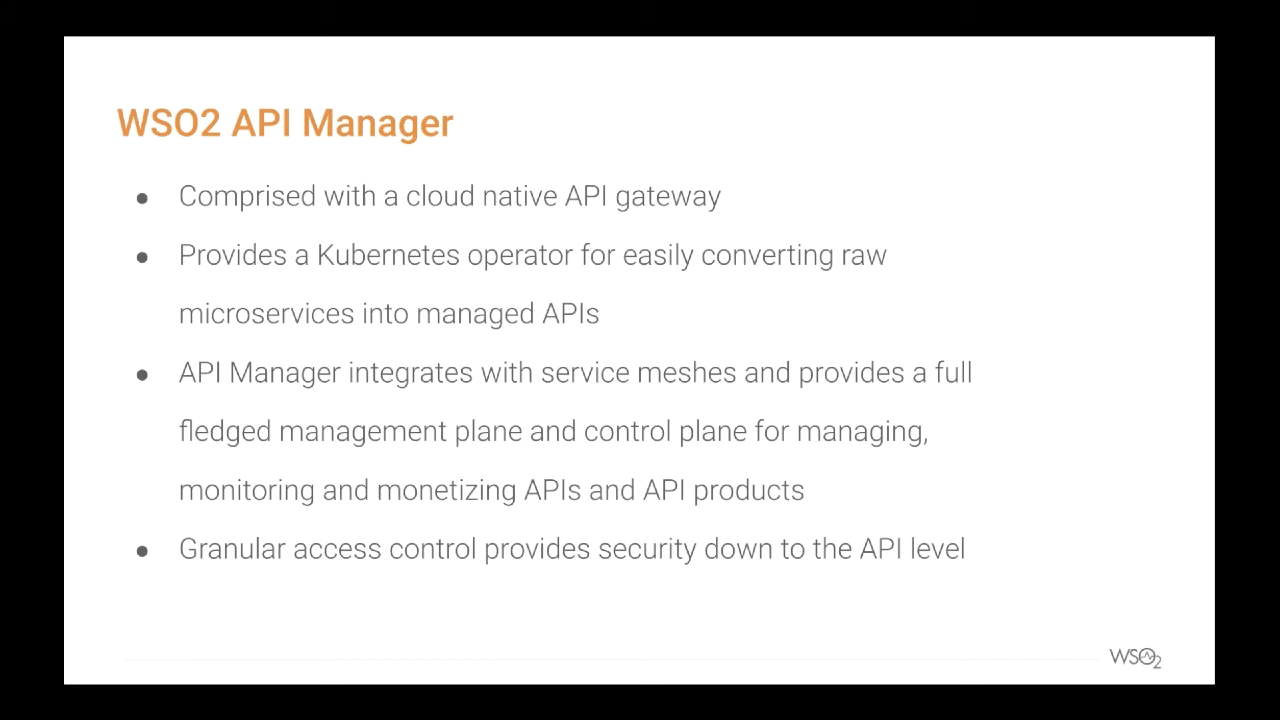 WSO2 API Manager
● Comprised with a cloud native API gateway
● Provides a Kubernetes operator for easily converting raw
microservices into managed APIs
● API Manager integrates with service meshes and provides a full
fledged management plane and control plane for managing,
monitoring and monetizing APIs and API products
● Granular access control provides security down to the API level
WSO2